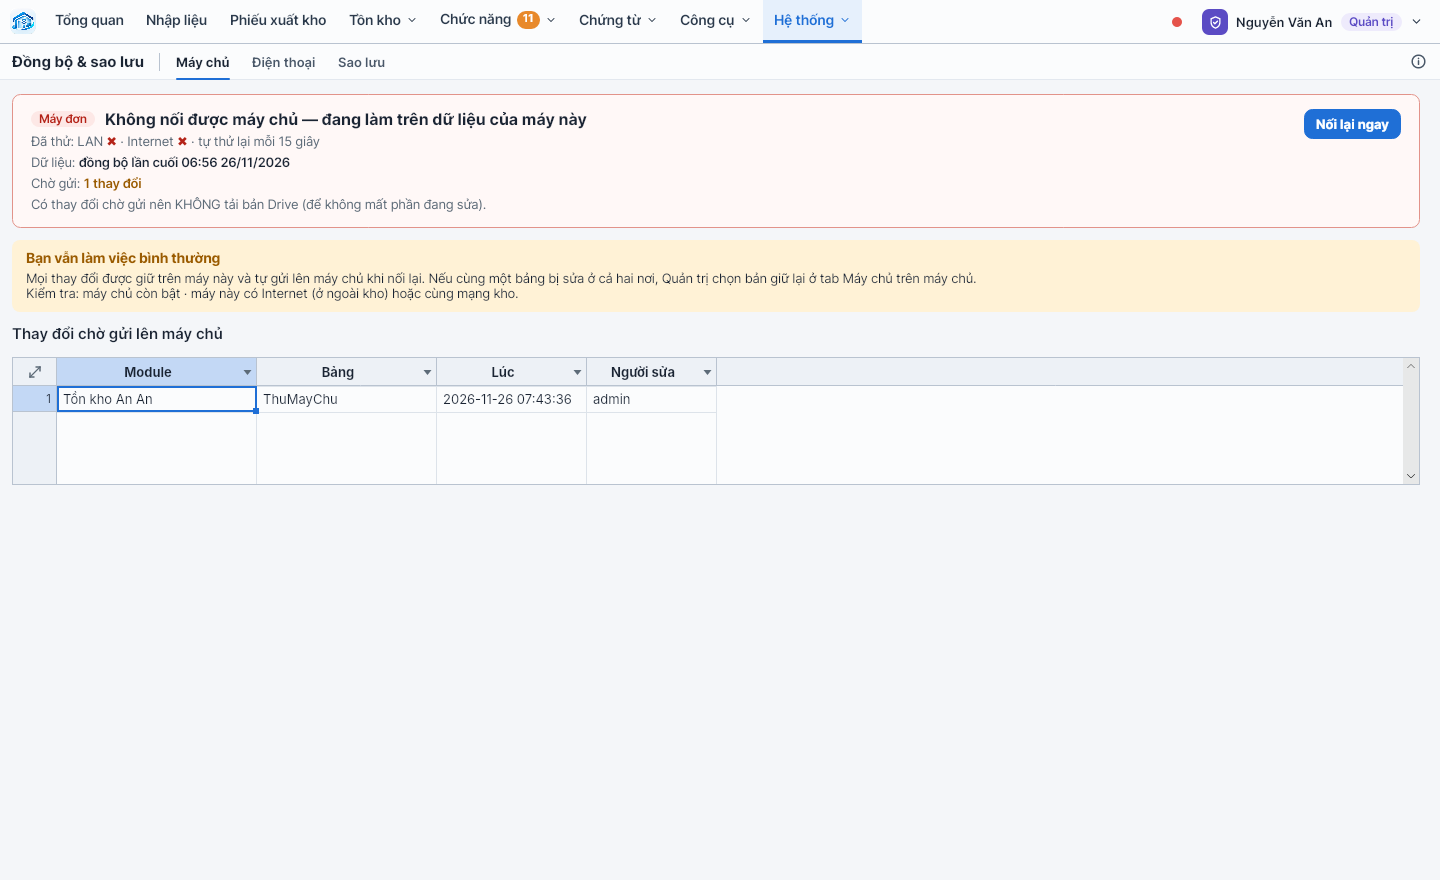 Tổng quan Nhập liệu Phiếu xuất kho Tồn kho Chức năng 11 Chứng từ Công cụ Hệ thống Nguyễn Văn An Quản trị
Đồng bộ & sao lưu Máy chủ Điện thoại Sao lưu
Máy đơn Không nối được máy chủ — đang làm trên dữ liệu của máy này
Nối lại ngay
Đã thử: LAN ✖ · Internet ✖ · tự thử lại mỗi 15 giây
Dữ liệu: đồng bộ lần cuối 06:56 26/11/2026
Chờ gửi: 1 thay đổi
Có thay đổi chờ gửi nên KHÔNG tải bản Drive (để không mất phần đang sửa).
Bạn vẫn làm việc bình thường
Mọi thay đổi được giữ trên máy này và tự gửi lên máy chủ khi nối lại. Nếu cùng một bảng bị sửa ở cả hai nơi, Quản trị chọn bản giữ lại ở tab Máy chủ trên máy chủ.
Kiểm tra: máy chủ còn bật · máy này có Internet (ở ngoài kho) hoặc cùng mạng kho.
Thay đổi chờ gửi lên máy chủ
Module Bảng Lúc Người sửa
1 Tồn kho An An ThuMayChu 2026-11-26 07:43:36 admin